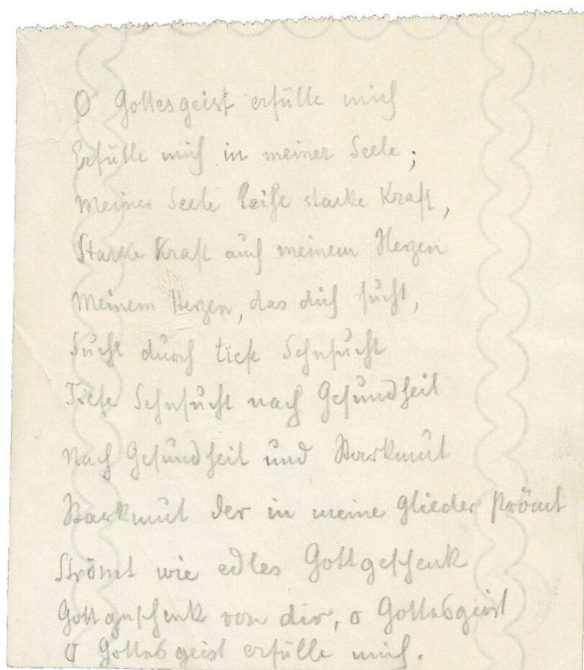 O Gottesgeist erfülle mich
Erfülle mich in meiner Seele;
Meiner Seele leihe starke Kraft,
Starke Kraft auch meinem Herzen
Meinem Herzen, das dich sucht,
Sucht durch tiefe Sehnsucht
Tiefe Sehnsucht nach Gesundheit
Nach Gesundheit und Starkmut
Starkmut der in meine Glieder strömt
Strömt wie edles Gottgeschenk
Gottgeschenk von dir, o Gottesgeist
O Gottesgeist erfülle mich.